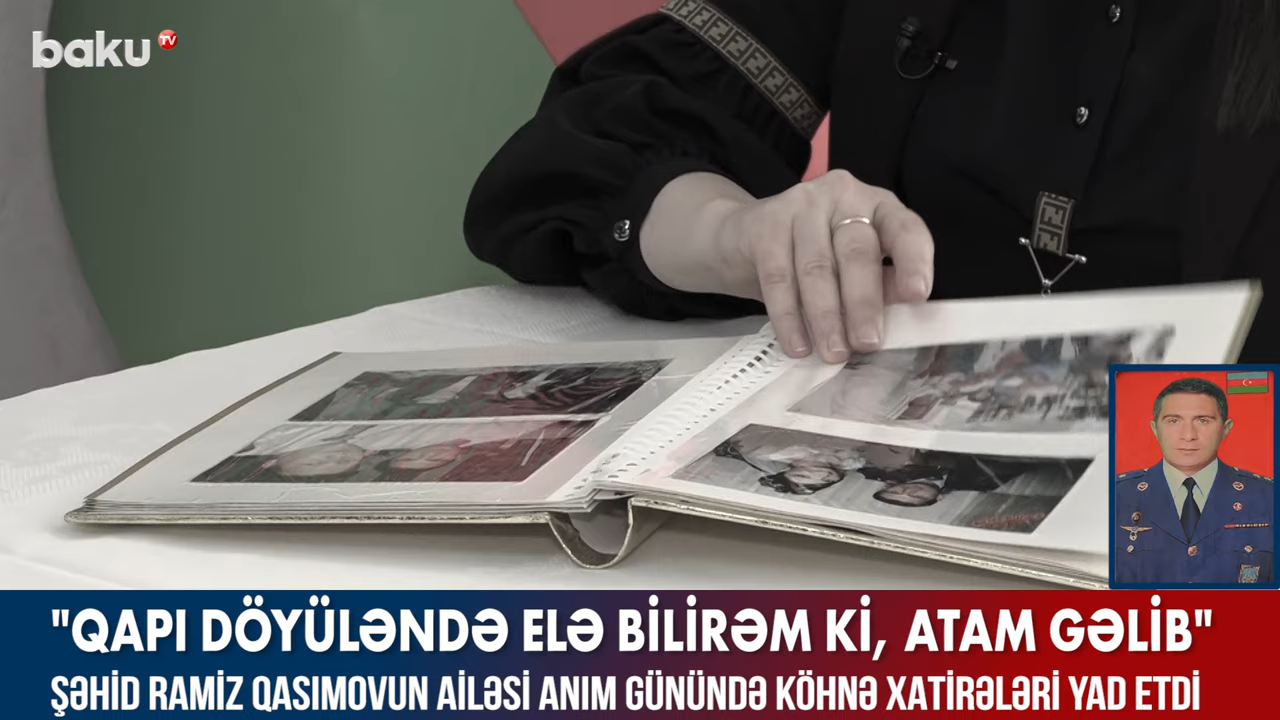 baku TV
"QAPI DÖYÜLƏNDƏ ELƏ BİLİRƏM Kİ, ATAM GƏLİB"
ŞƏHİD RAMİZ QASIMOVUN AİLƏSİ ANIM GÜNÜNDƏ KÖHNƏ XATİRƏLƏRİ YAD ETDİ